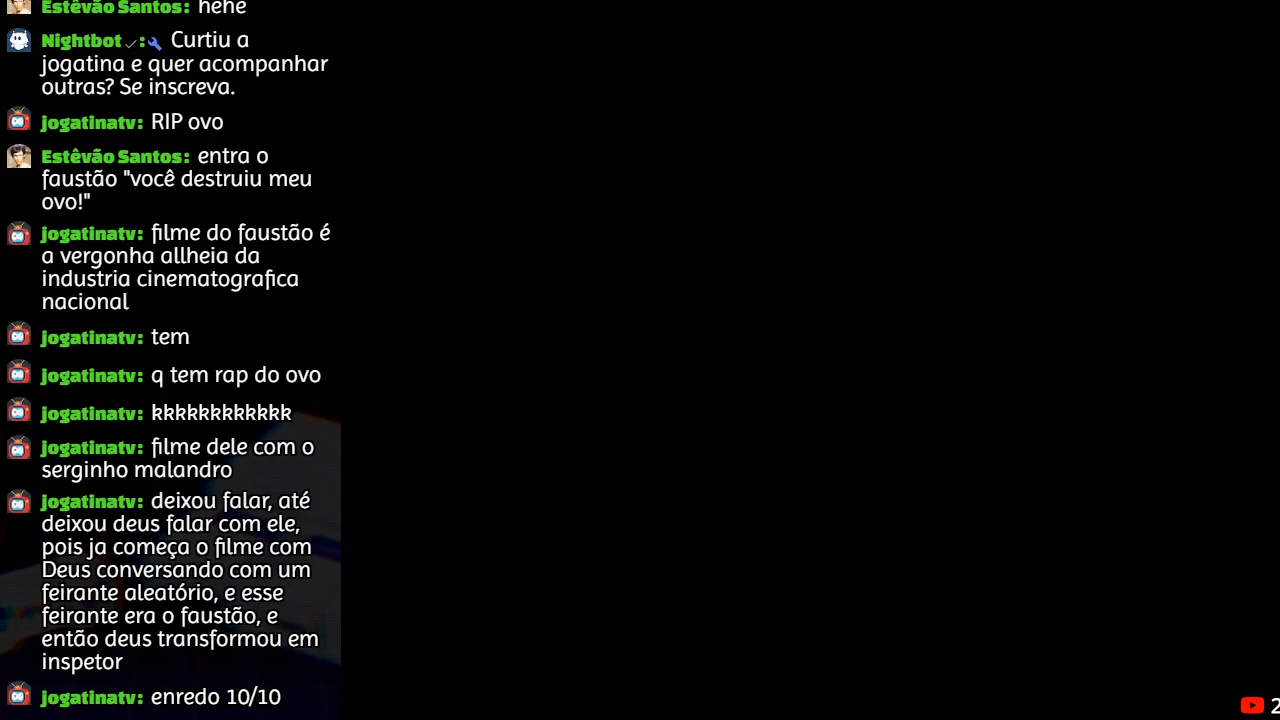 Estêvão Santos: hehe
Nightbot ✓:🔧 Curtiu a
jogatina e quer acompanhar
outras? Se inscreva.
jogatinatv: RIP ovo
Estêvão Santos: entra o
faustão "você destruiu meu
ovo!"
jogatinatv: filme do faustão é
a vergonha allheia da
industria cinematografica
nacional
jogatinatv: tem
jogatinatv: q tem rap do ovo
jogatinatv: kkkkkkkkkkkk
jogatinatv: filme dele com o
serginho malandro
jogatinatv: deixou falar, até
deixou deus falar com ele,
pois ja começa o filme com
Deus conversando com um
feirante aleatório, e esse
feirante era o faustão, e
então deus transformou em
inspetor
jogatinatv: enredo 10/10
2